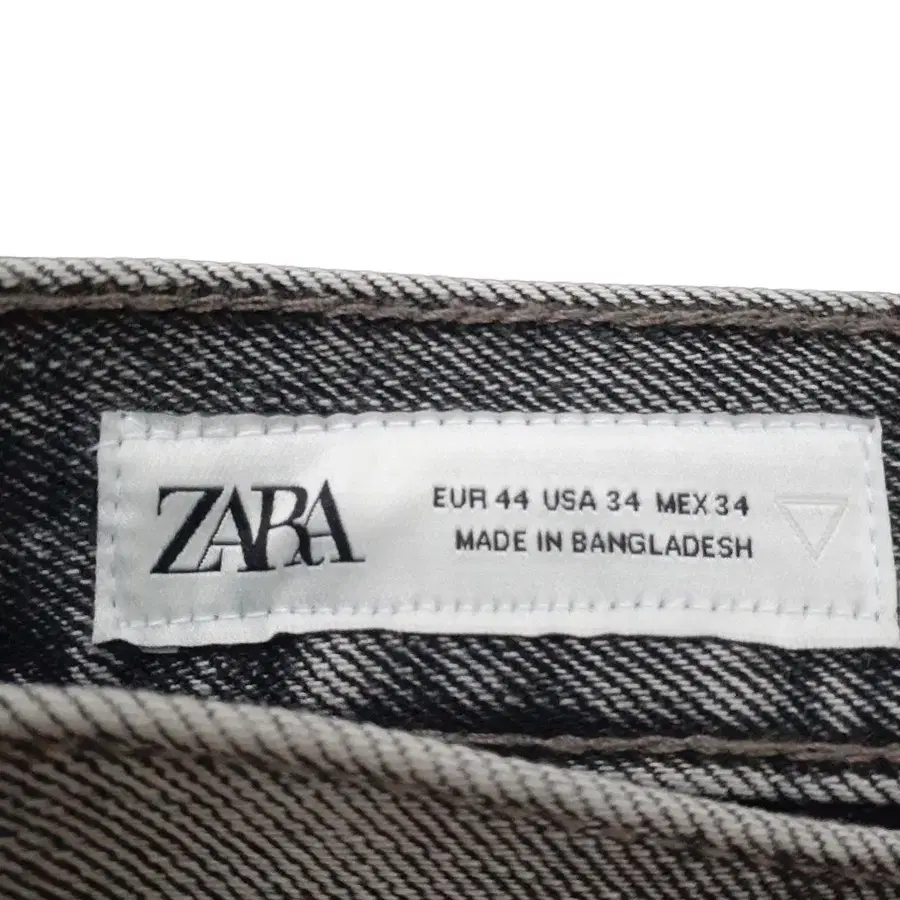 ZARA
EUR 44 USA 34 MEX 34
MADE IN BANGLADESH